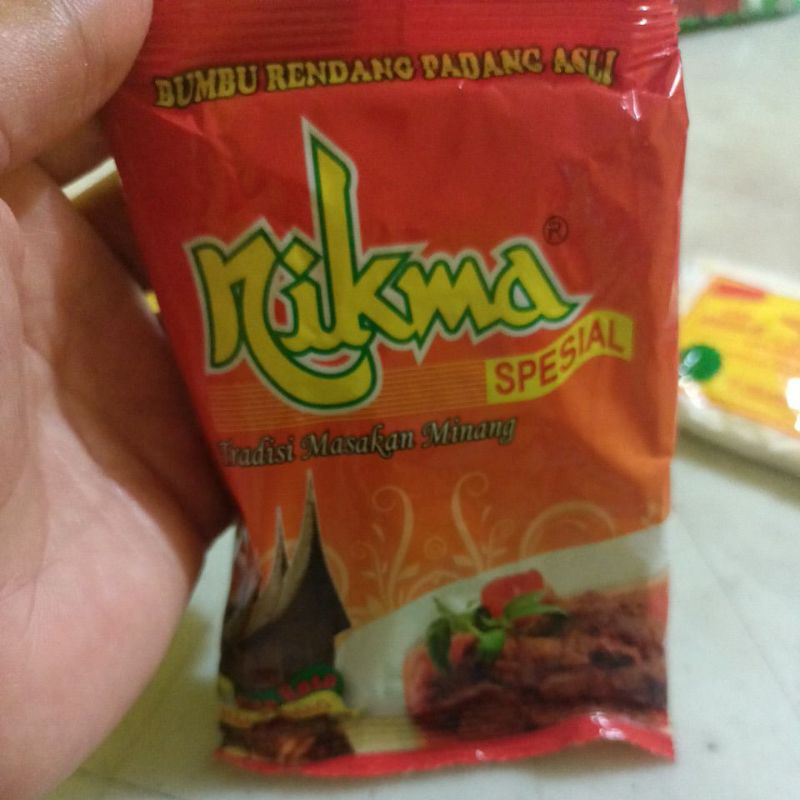 BUMBU RENDANG PADANG ASLI
nikma ®
SPESIAL
Tradisi Masakan Minang